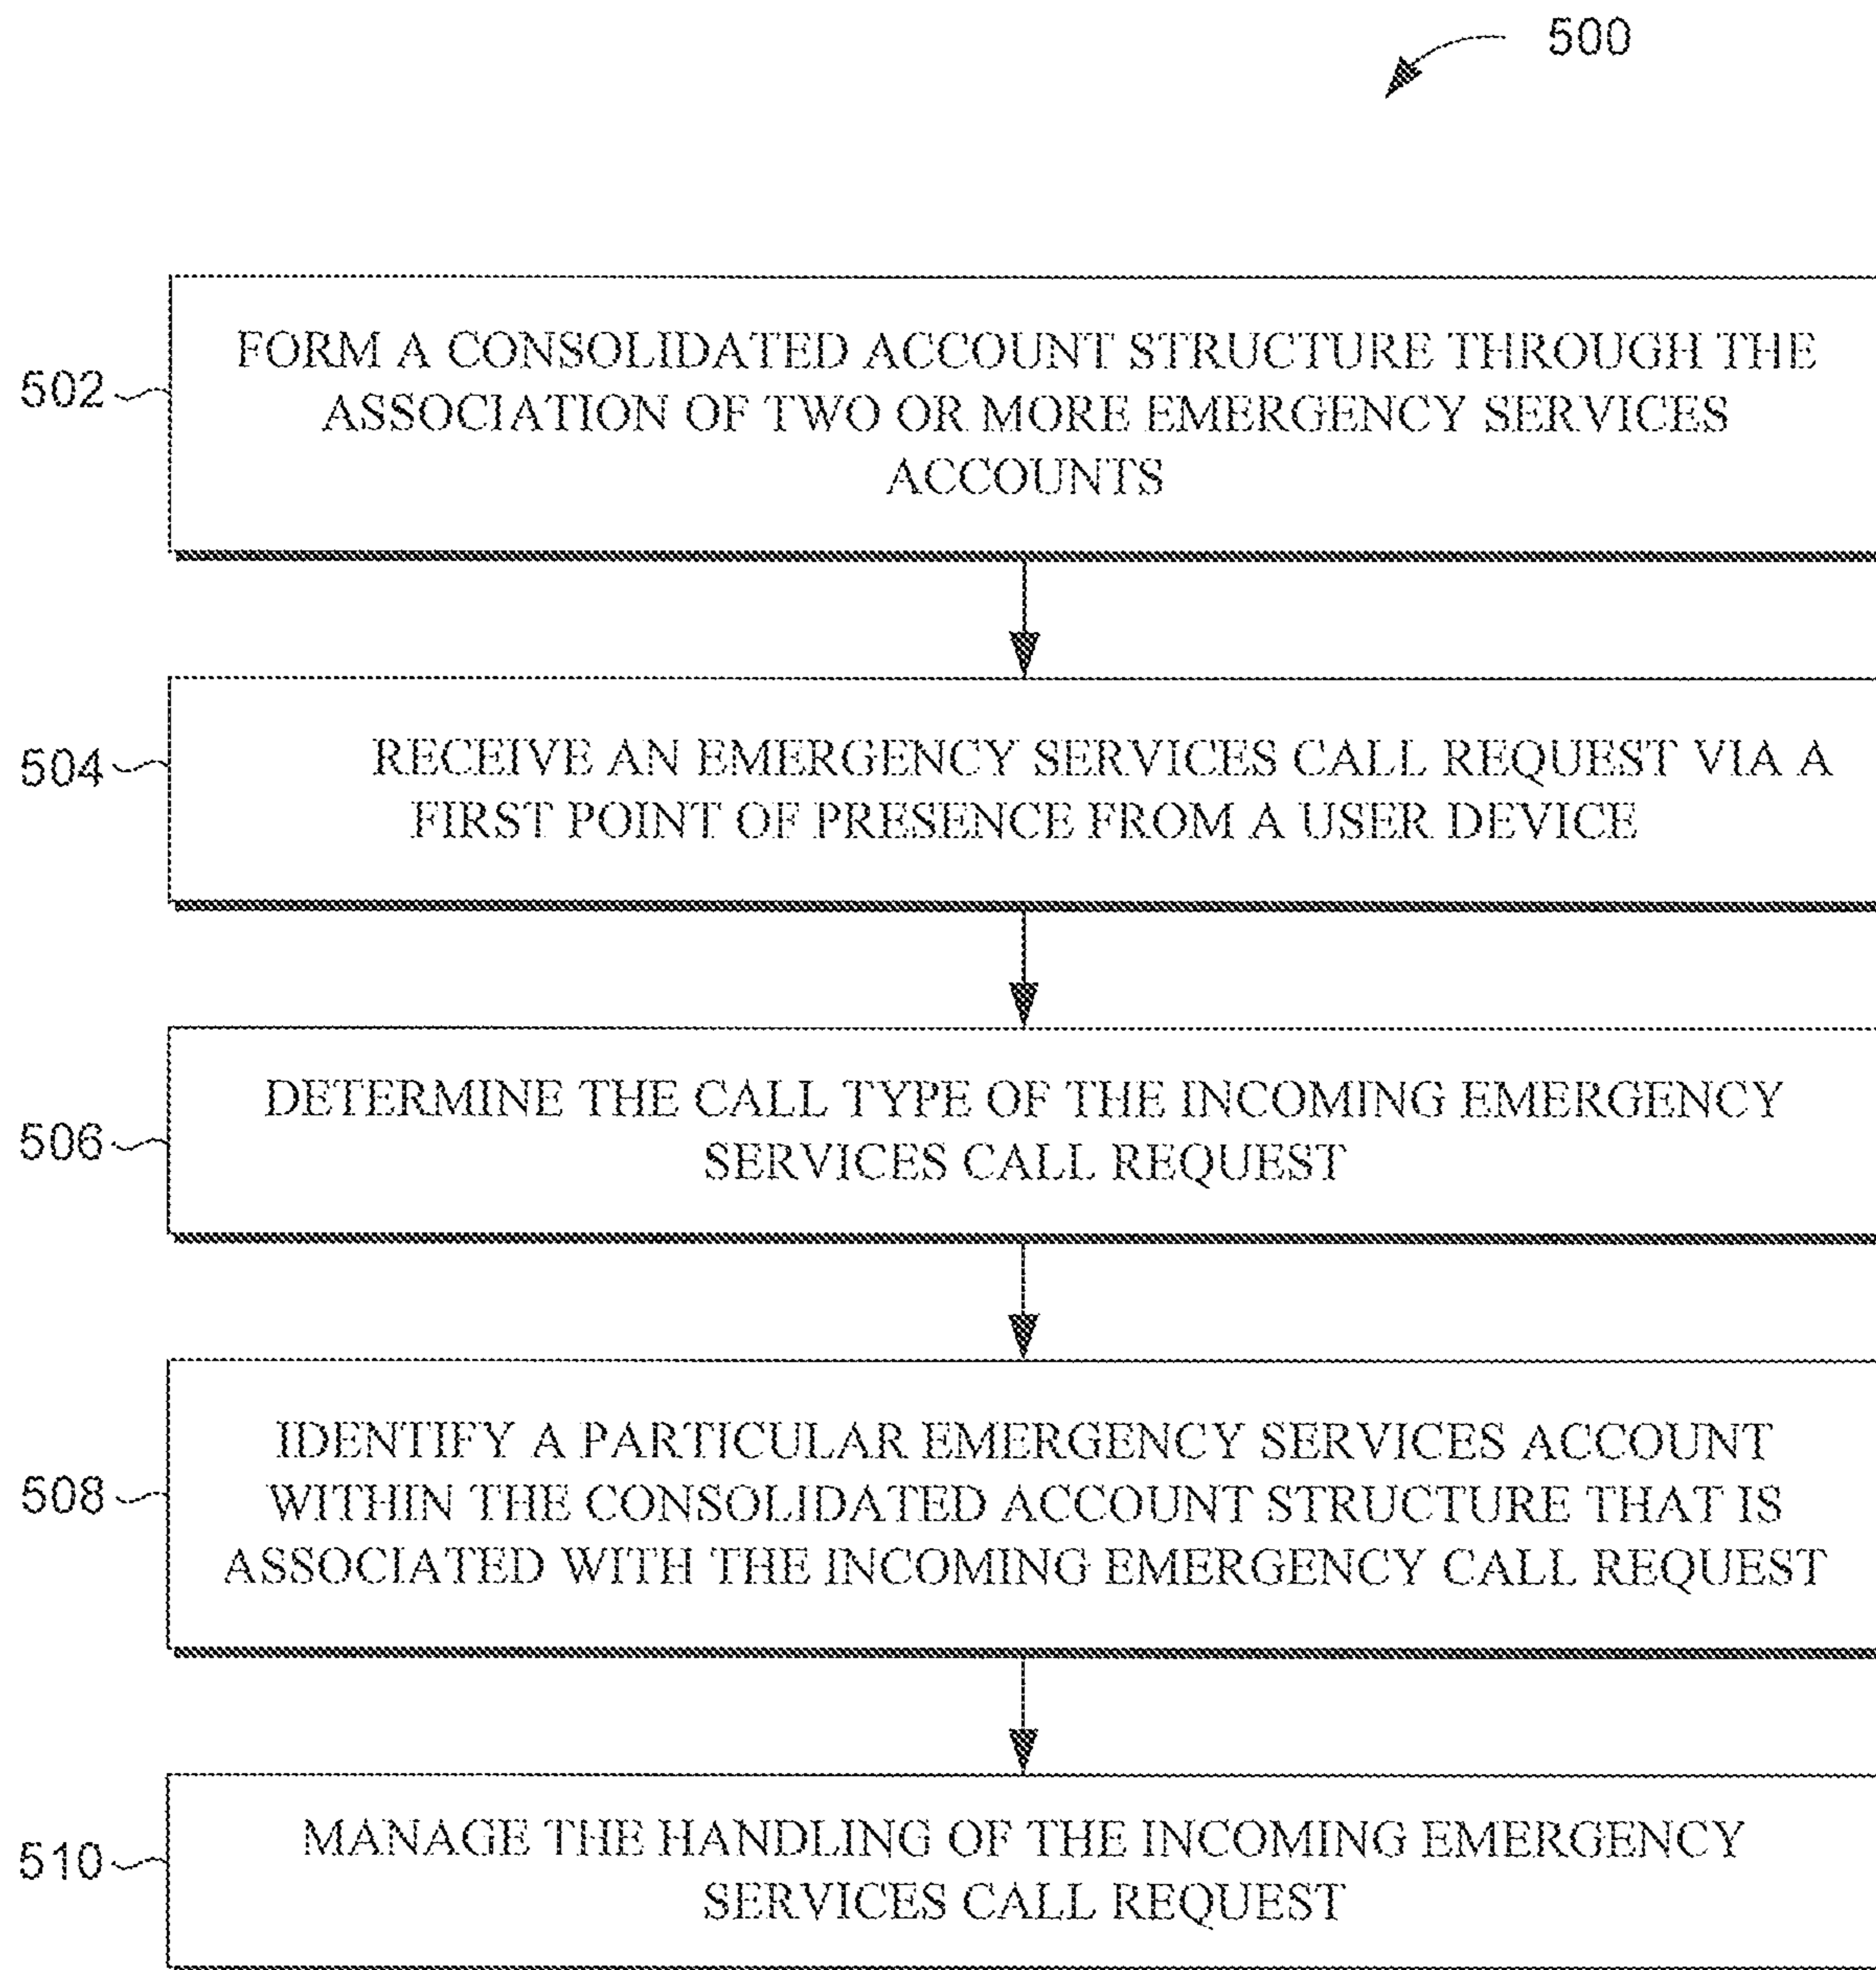 500
502
FORM A CONSOLIDATED ACCOUNT STRUCTURE THROUGH THE
ASSOCIATION OF TWO OR MORE EMERGENCY SERVICES
ACCOUNTS
504
RECEIVE AN EMERGENCY SERVICES CALL REQUEST VIA A
FIRST POINT OF PRESENCE FROM A USER DEVICE
506
DETERMINE THE CALL TYPE OF THE INCOMING EMERGENCY
SERVICES CALL REQUEST
508
IDENTIFY A PARTICULAR EMERGENCY SERVICES ACCOUNT
WITHIN THE CONSOLIDATED ACCOUNT STRUCTURE THAT IS
ASSOCIATED WITH THE INCOMING EMERGENCY CALL REQUEST
510
MANAGE THE HANDLING OF THE INCOMING EMERGENCY
SERVICES CALL REQUEST